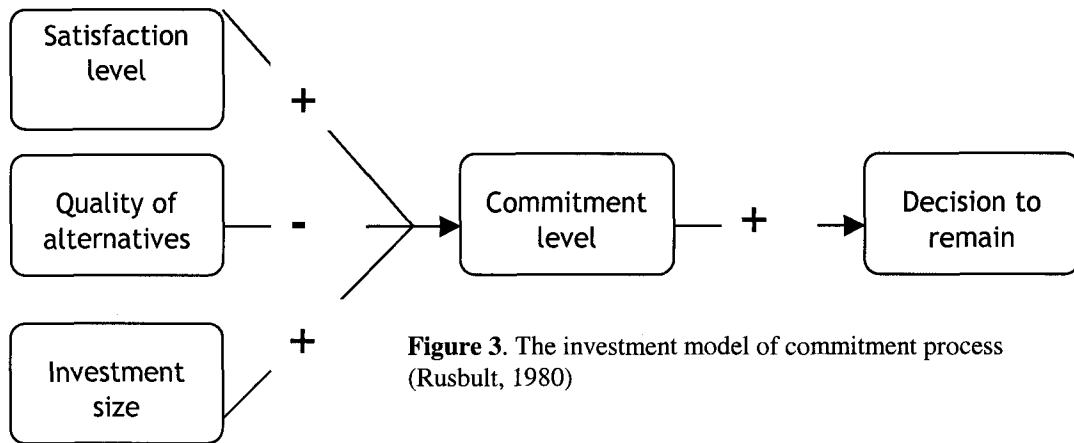 Satisfaction
level
+
Quality of
alternatives
-
Commitment
level
+
Decision to
remain
+
Investment
size
Figure 3. The investment model of commitment process
(Rusbult, 1980)